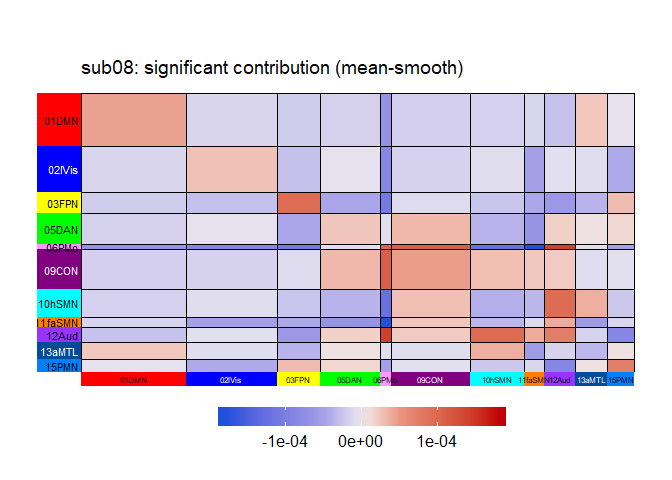 sub08: significant contribution (mean-smooth)
01DMN
02lVis
03FPN
05DAN
06PMo
09CON
10hSMN
11faSMN
12Aud
13aMTL
15PMN
01DMN 02lVis 03FPN 05DAN 06PMo 09CON 10hSMN 11faSMN 12Aud 13aMTL 15PMN
-1e-04 0e+00 1e-04